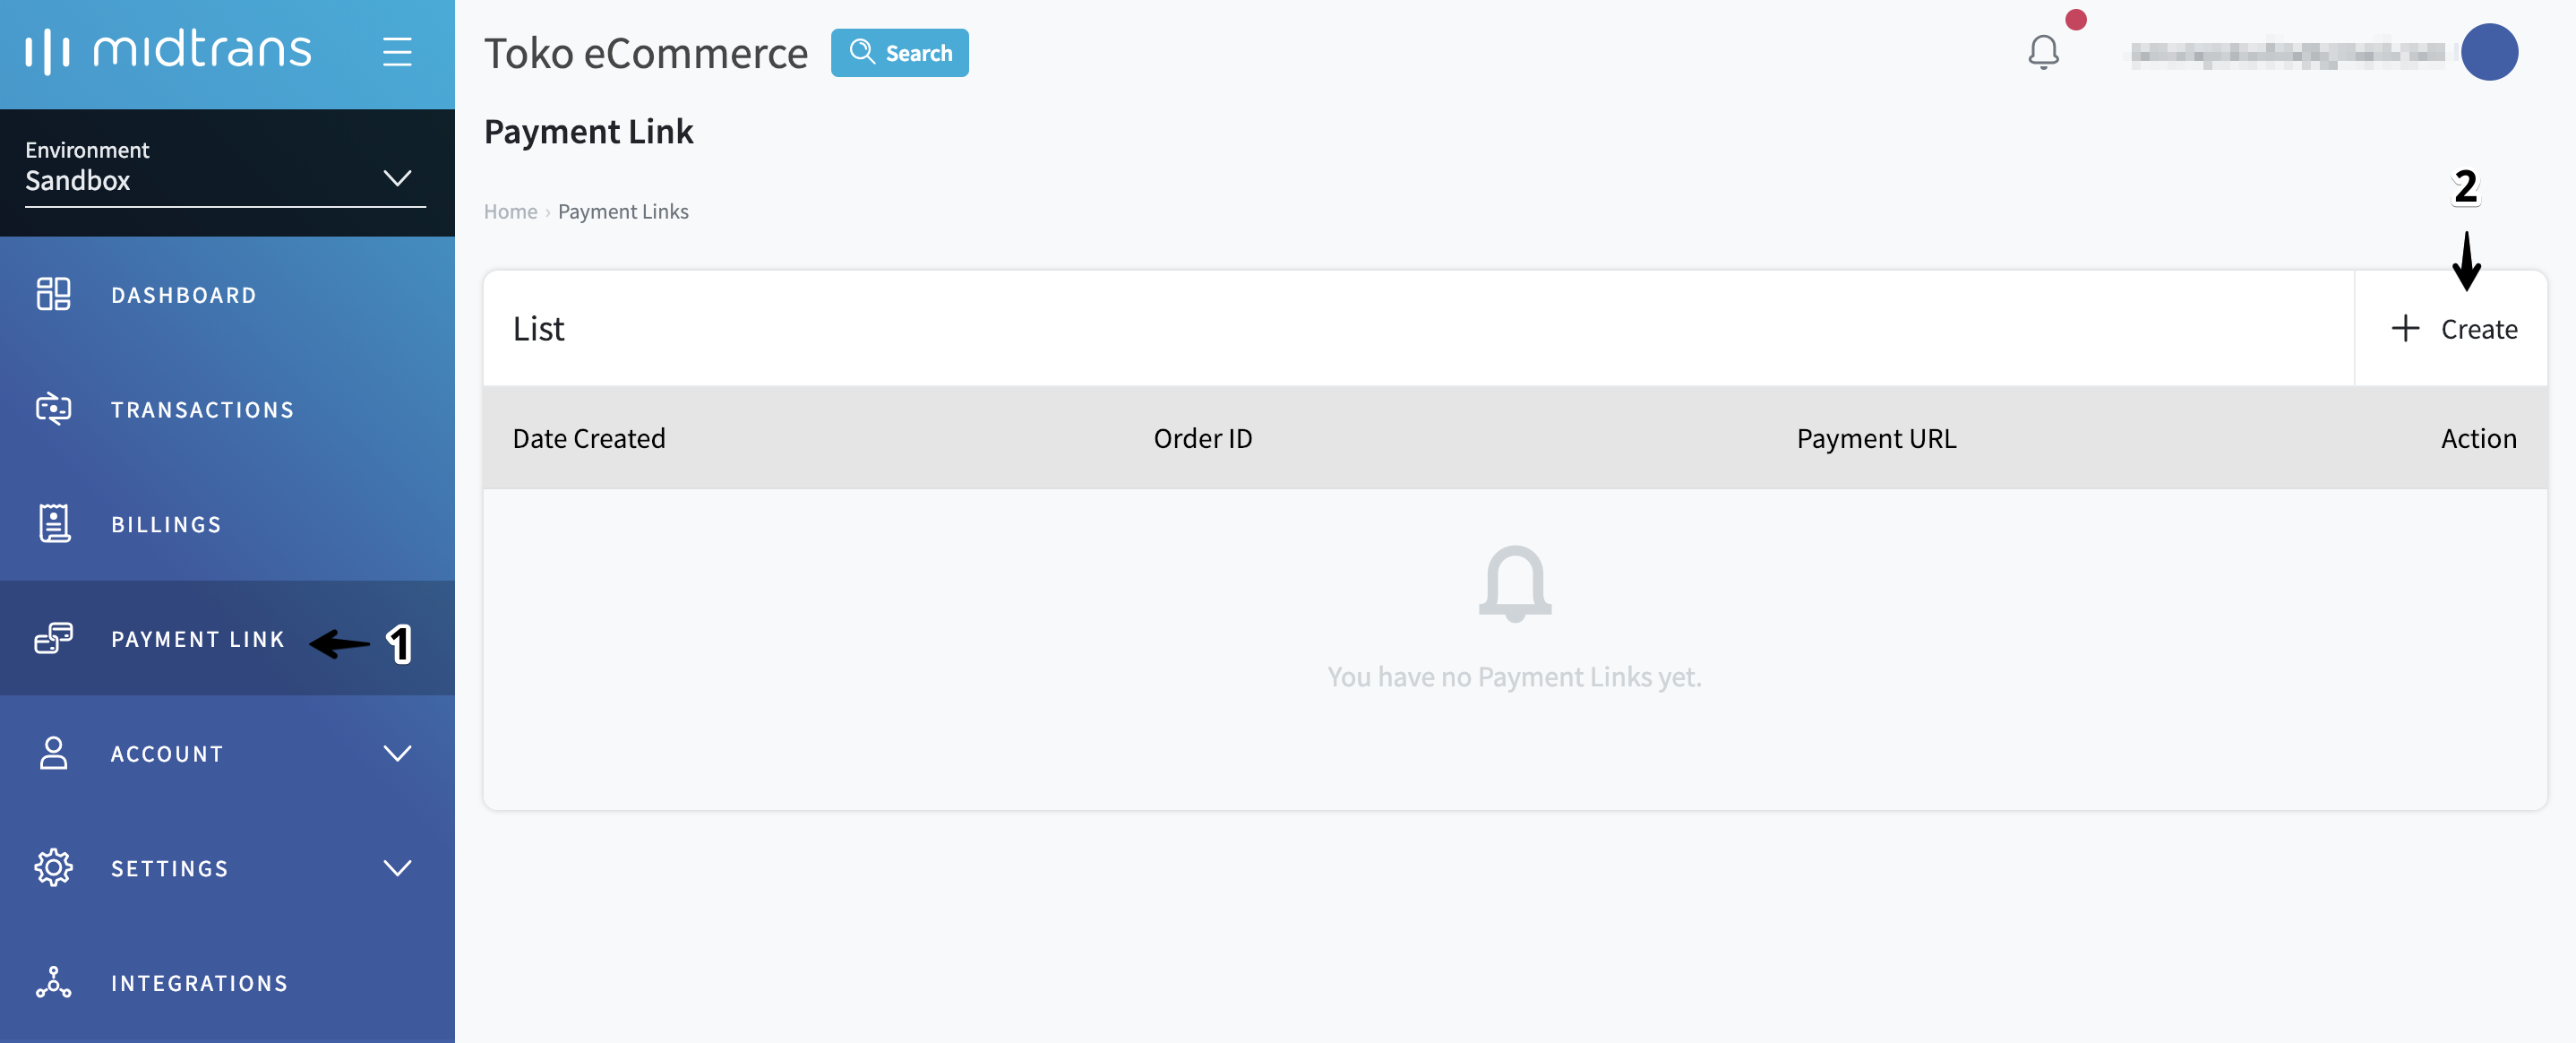 midtrans
Toko eCommerce
Search
Environment
Sandbox
DASHBOARD
TRANSACTIONS
BILLINGS
PAYMENT LINK
1
ACCOUNT
SETTINGS
INTEGRATIONS
Payment Link
Home › Payment Links
2
List
Create
Date Created
Order ID
Payment URL
Action
You have no Payment Links yet.